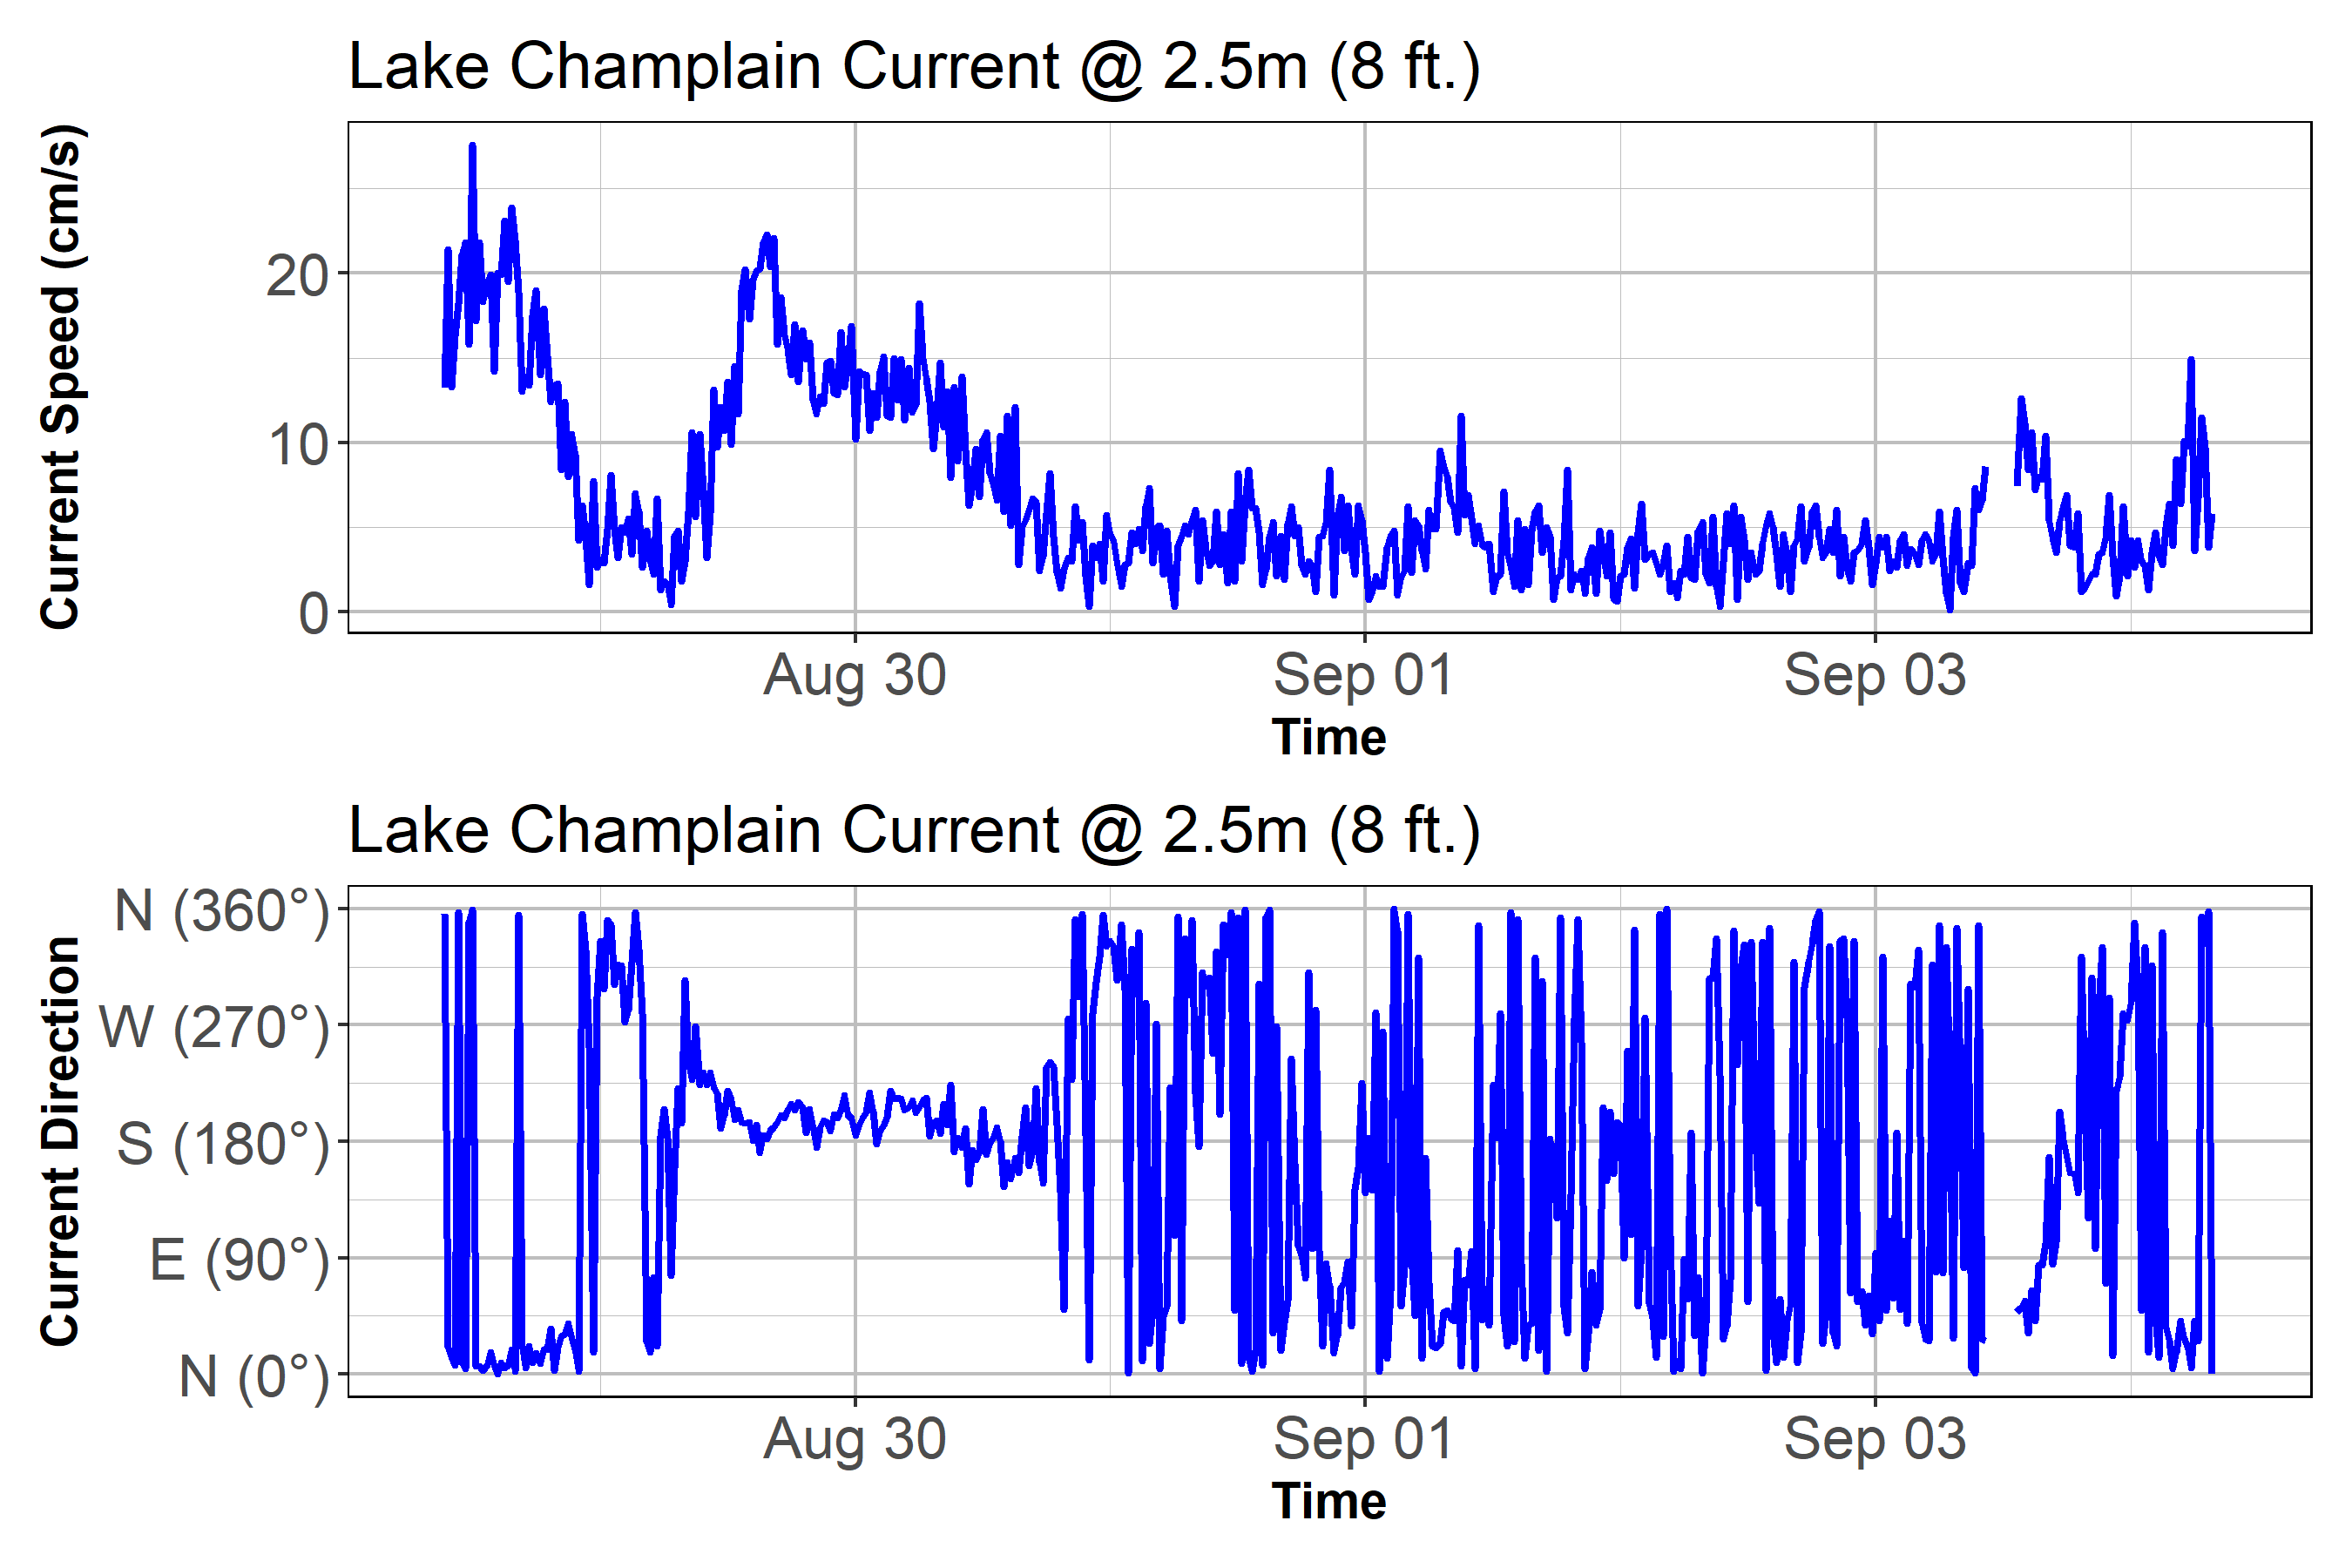 Lake Champlain Current @ 2.5m (8 ft.)
Current Speed (cm/s)
20
10
0
Aug 30 Sep 01 Sep 03
Time
Lake Champlain Current @ 2.5m (8 ft.)
Current Direction
N (360°)
W (270°)
S (180°)
E (90°)
N (0°)
Aug 30 Sep 01 Sep 03
Time